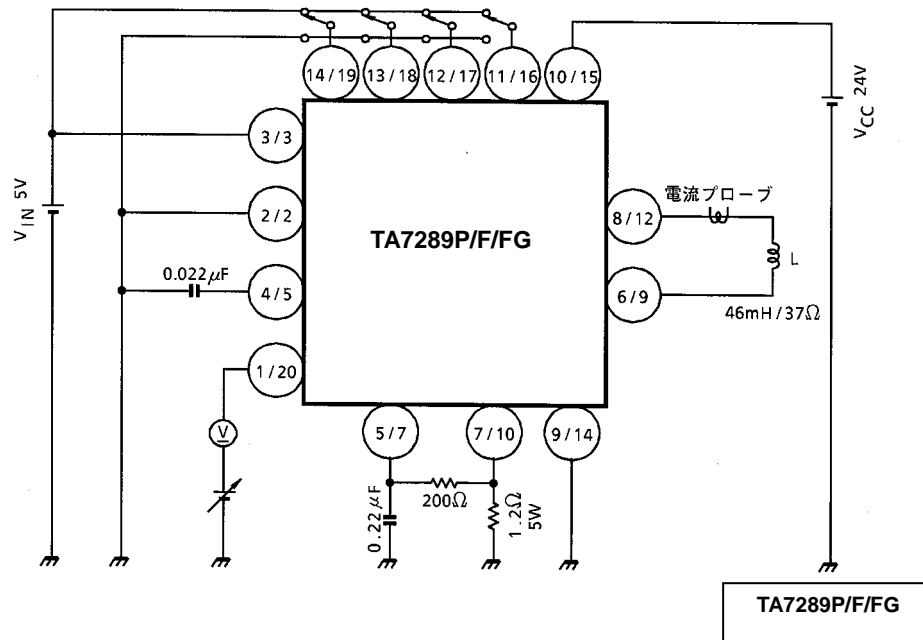 14/19 13/18 12/17 11/16 10/15
VCC 24V
3/3
VIN 5V
2/2
TA7289P/F/FG
電流プローブ
8/12
L
0.022μF
4/5
6/9
46mH/37Ω
1/20
V
5/7 7/10 9/14
200Ω
0.22μF
1.2Ω
5W
TA7289P/F/FG